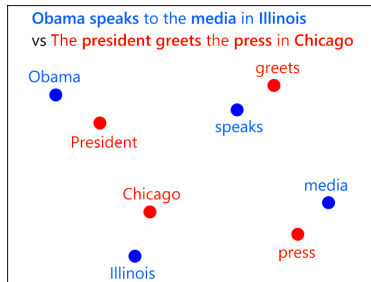 Obama speaks to the media in Illinois
vs The president greets the press in Chicago
greets
Obama
speaks
President
media
Chicago
press
Illinois